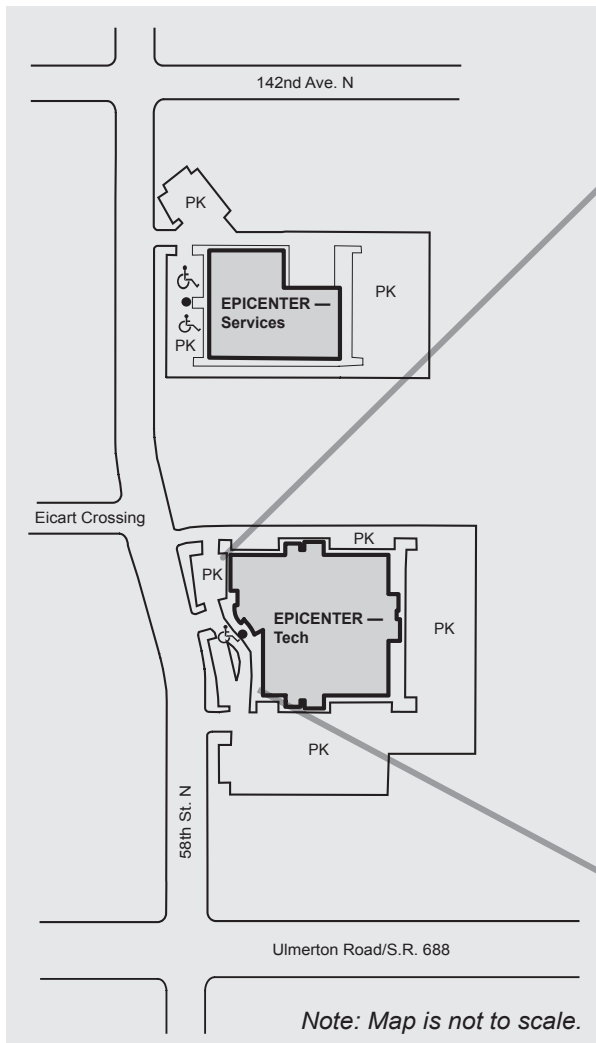 142nd Ave. N
PK
EPICENTER —
Services
PK
PK
Eicart Crossing
PK
PK
EPICENTER —
Tech
PK
PK
58th St. N
Ulmerton Road/S.R. 688
Note: Map is not to scale.